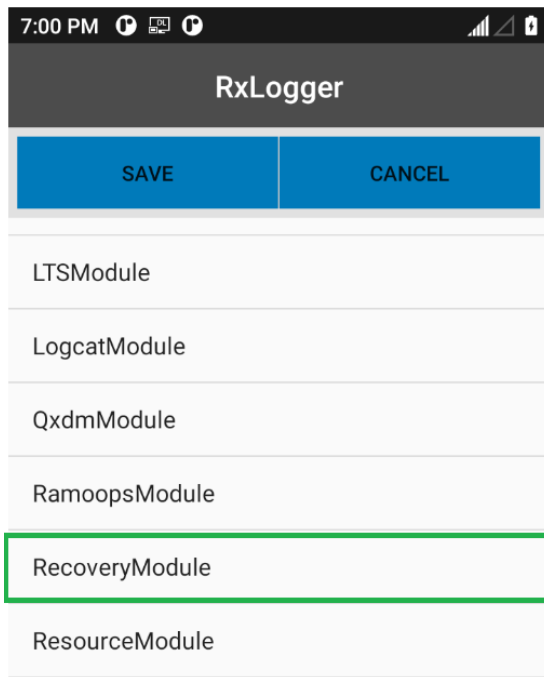 7:00 PM
RxLogger
SAVE CANCEL
LTSModule
LogcatModule
QxdmModule
RamoopsModule
RecoveryModule
ResourceModule